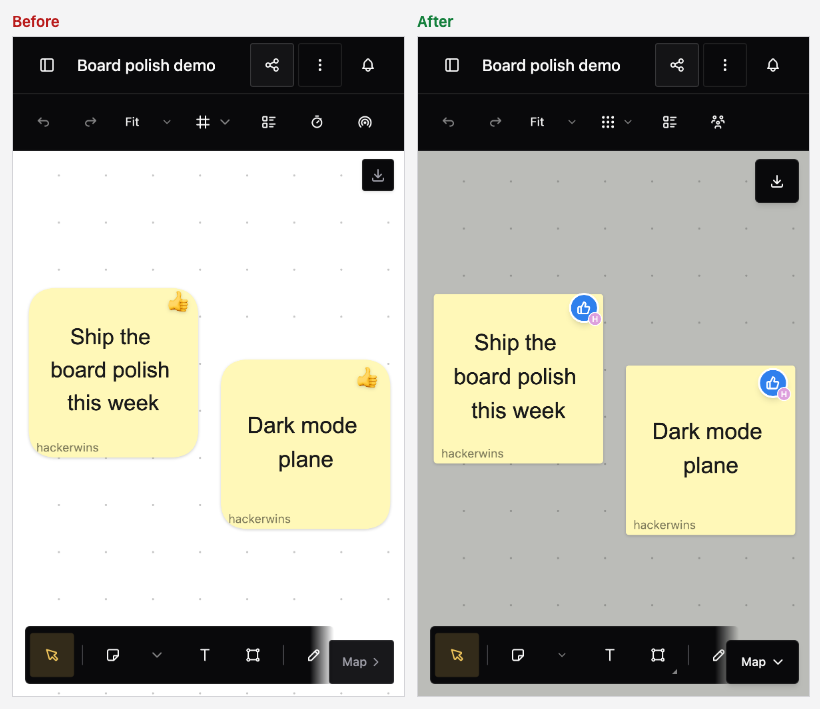 Before
Board polish demo
Fit
Ship the
board polish
this week
hackerwins
Dark mode
plane
hackerwins
T
Map
After
Board polish demo
Fit
H
Ship the
board polish
this week
hackerwins
H
Dark mode
plane
hackerwins
T
Map